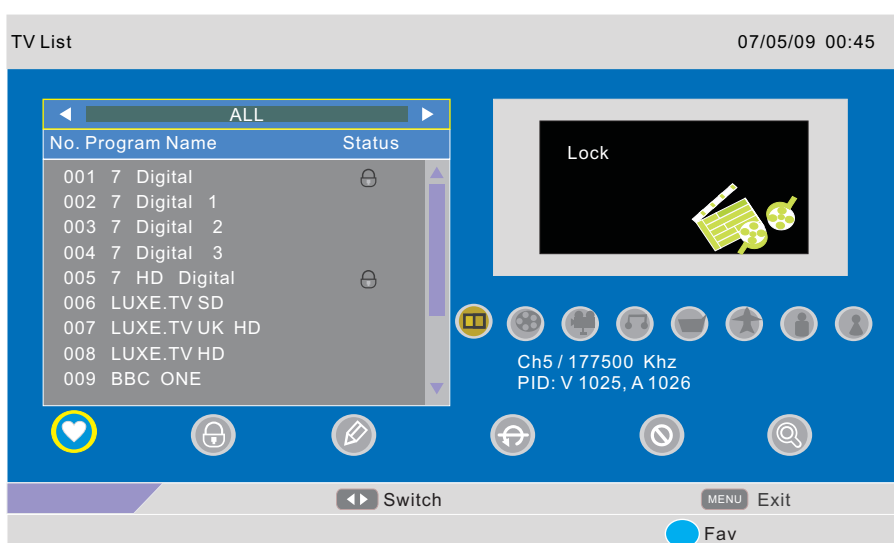 TV List 07/05/09 00:45
ALL
No. Program Name Status
001 7 Digital
002 7 Digital 1
003 7 Digital 2
004 7 Digital 3
005 7 HD Digital
006 LUXE.TV SD
007 LUXE.TV UK HD
008 LUXE.TV HD
009 BBC ONE
Lock
Ch5 / 177500 Khz
PID: V 1025, A 1026
Switch MENU Exit
Fav